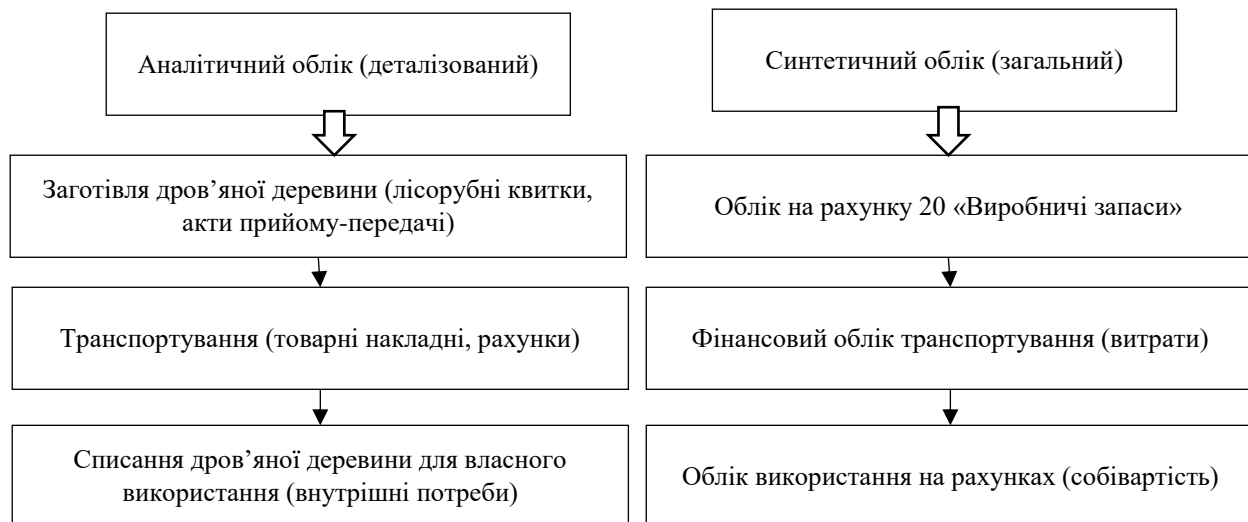 Аналітичний облік (деталізований)
Заготівля дров’яної деревини (лісорубні квитки,
акти прийому-передачі)
Транспортування (товарні накладні, рахунки)
Списання дров’яної деревини для власного
використання (внутрішні потреби)
Синтетичний облік (загальний)
Облік на рахунку 20 «Виробничі запаси»
Фінансовий облік транспортування (витрати)
Облік використання на рахунках (собівартість)